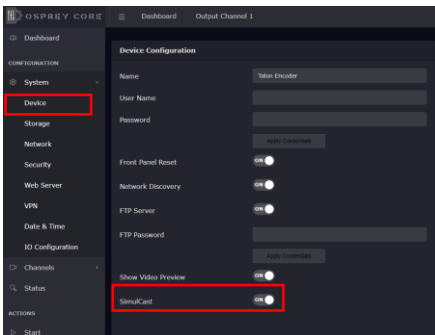 OSPREY CORE
Dashboard
Output Channel 1
Dashboard
CONFIGURATION
System
Device
Storage
Network
Security
Web Server
VPN
Date & Time
IO Configuration
Channels
Status
ACTIONS
Start
Device Configuration
Name
Talon Encoder
User Name
Password
Apply Credentials
Front Panel Reset
ON
Network Discovery
ON
FTP Server
ON
FTP Password
Apply Credentials
Show Video Preview
ON
SimulCast
ON